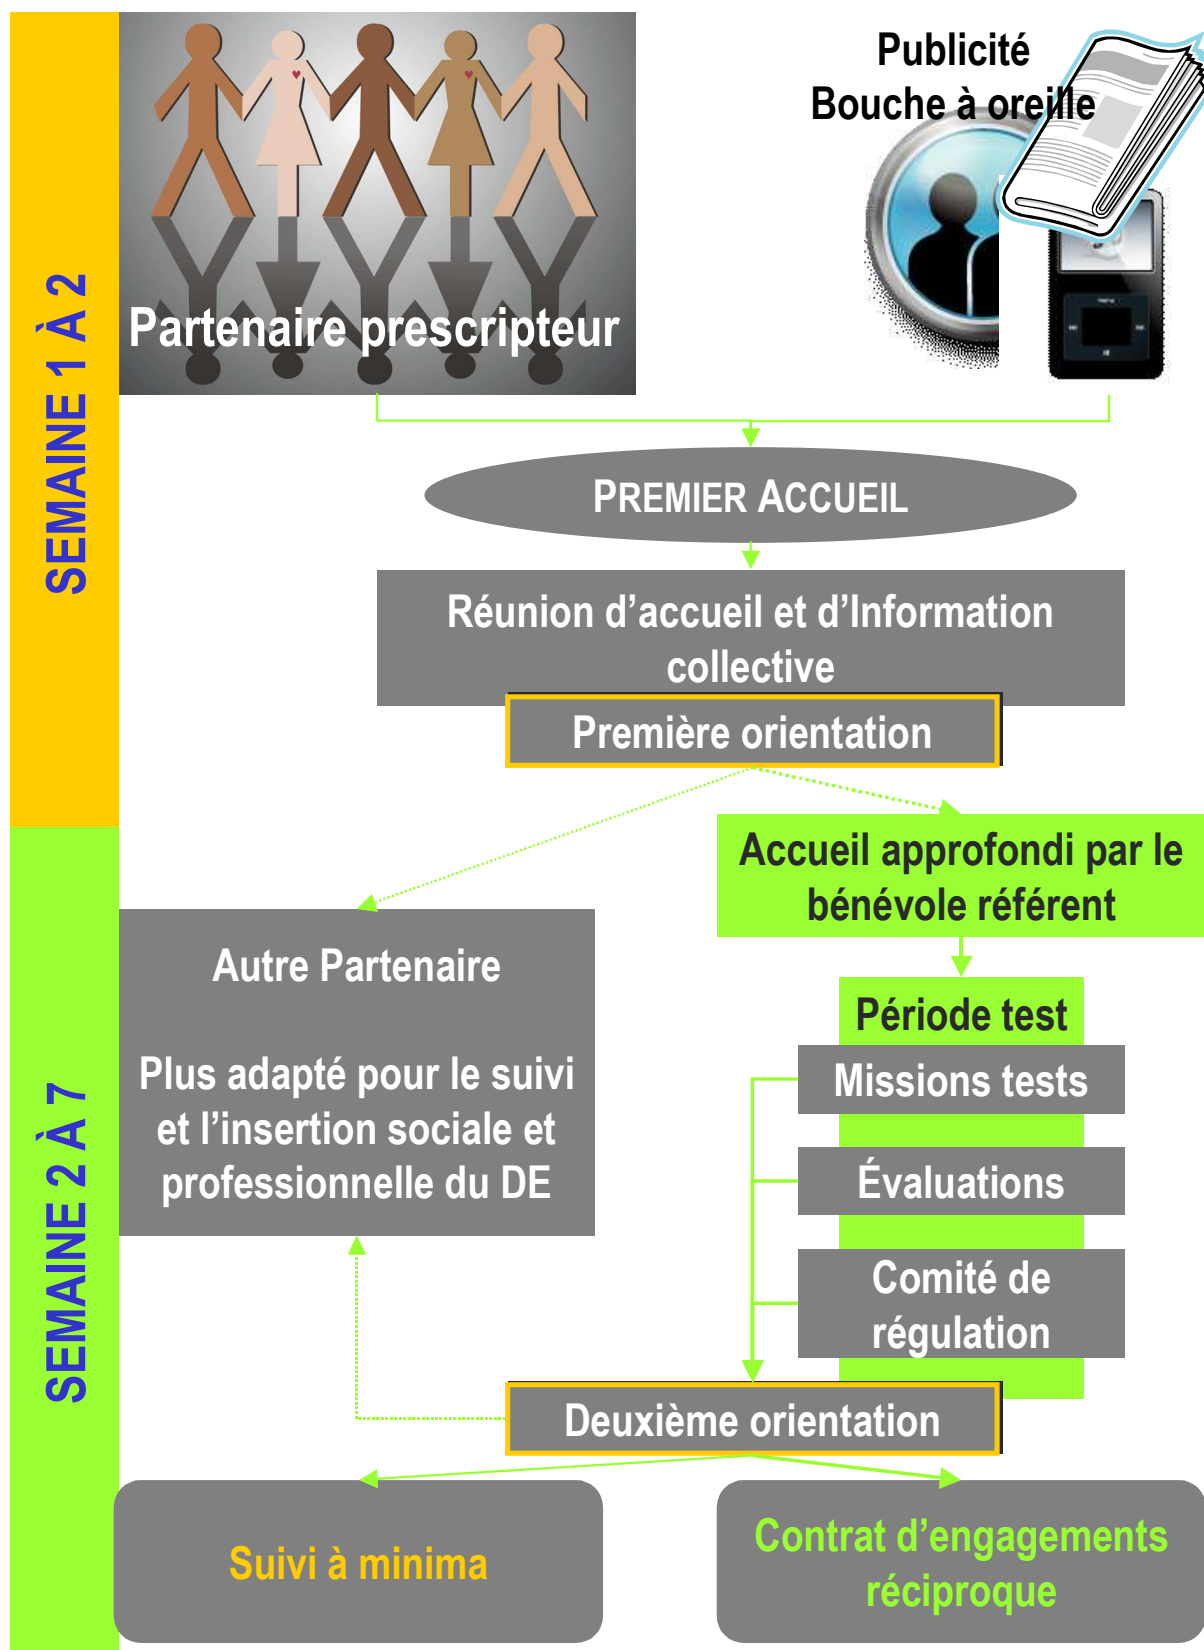 SEMAINE 1 À 2
Partenaire prescripteur
Publicité
Bouche à oreille
PREMIER ACCUEIL
Réunion d’accueil et d’Information
collective
Première orientation
SEMAINE 2 À 7
Autre Partenaire
Plus adapté pour le suivi
et l’insertion sociale et
professionnelle du DE
Accueil approfondi par le
bénévole référent
Période test
Missions tests
Évaluations
Comité de
régulation
Deuxième orientation
Suivi à minima
Contrat d’engagements
réciproque